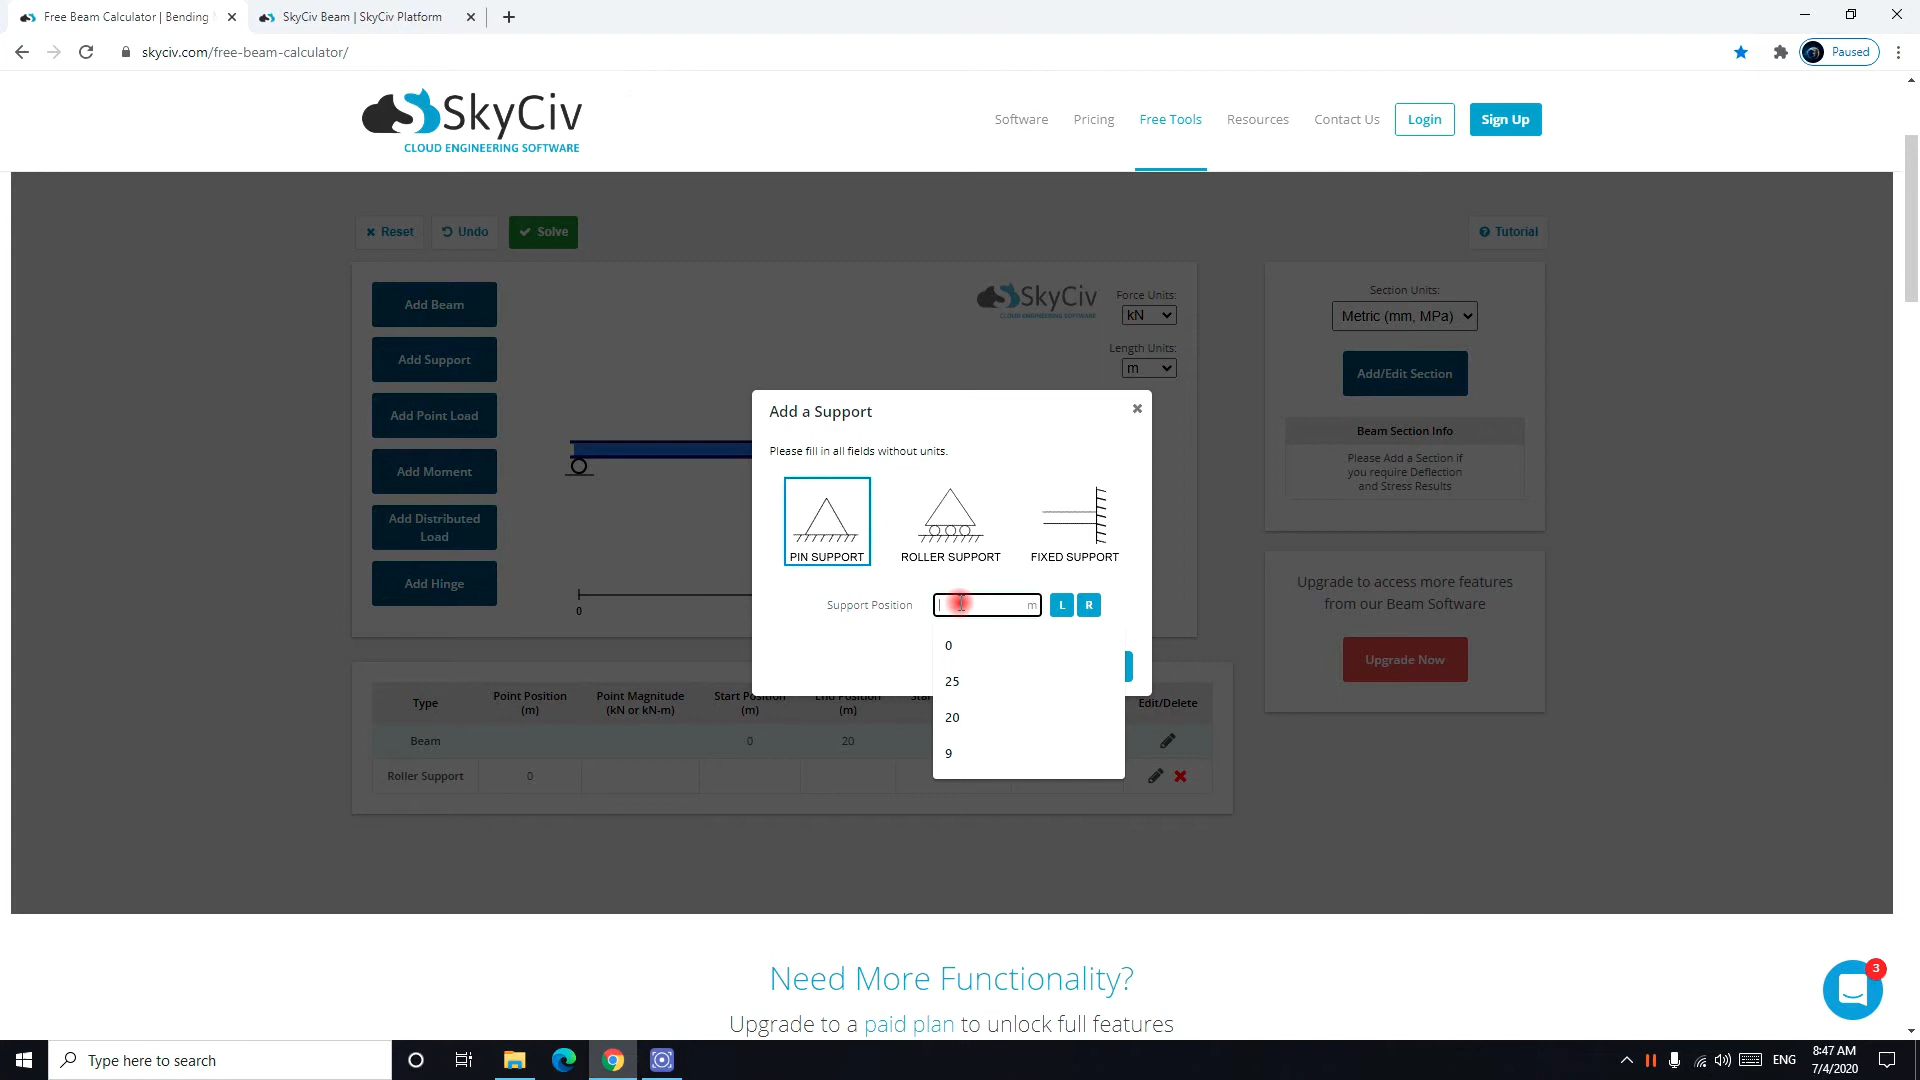 Free Beam Calculator | Bending
SkyCiv Beam | SkyCiv Platform
skyciv.com/free-beam-calculator/
Paused
SkyCiv
CLOUD ENGINEERING SOFTWARE
Software
Pricing
Free Tools
Resources
Contact Us
Login
Sign Up
Reset
Undo
Solve
Tutorial
Add Beam
Add Support
Add Point Load
Add Moment
Add Distributed
Load
Add Hinge
SkyCiv
CLOUD ENGINEERING SOFTWARE
Force Units:
kN
Length Units:
m
0
Section Units:
Metric (mm, MPa)
Add/Edit Section
Beam Section Info
Please Add a Section if
you require Deflection
and Stress Results
Upgrade to access more features
from our Beam Software
Upgrade Now
Add a Support
Please fill in all fields without units.
PIN SUPPORT
ROLLER SUPPORT
FIXED SUPPORT
Support Position
m
L
R
0
25
20
9
Type
Point Position
(m)
Point Magnitude
(kN or kN-m)
Start Position
(m)
End Position
(m)
Edit/Delete
Beam
0
20
Roller Support
0
Need More Functionality?
Upgrade to a paid plan to unlock full features
3
Type here to search
ENG
8:47 AM
7/4/2020